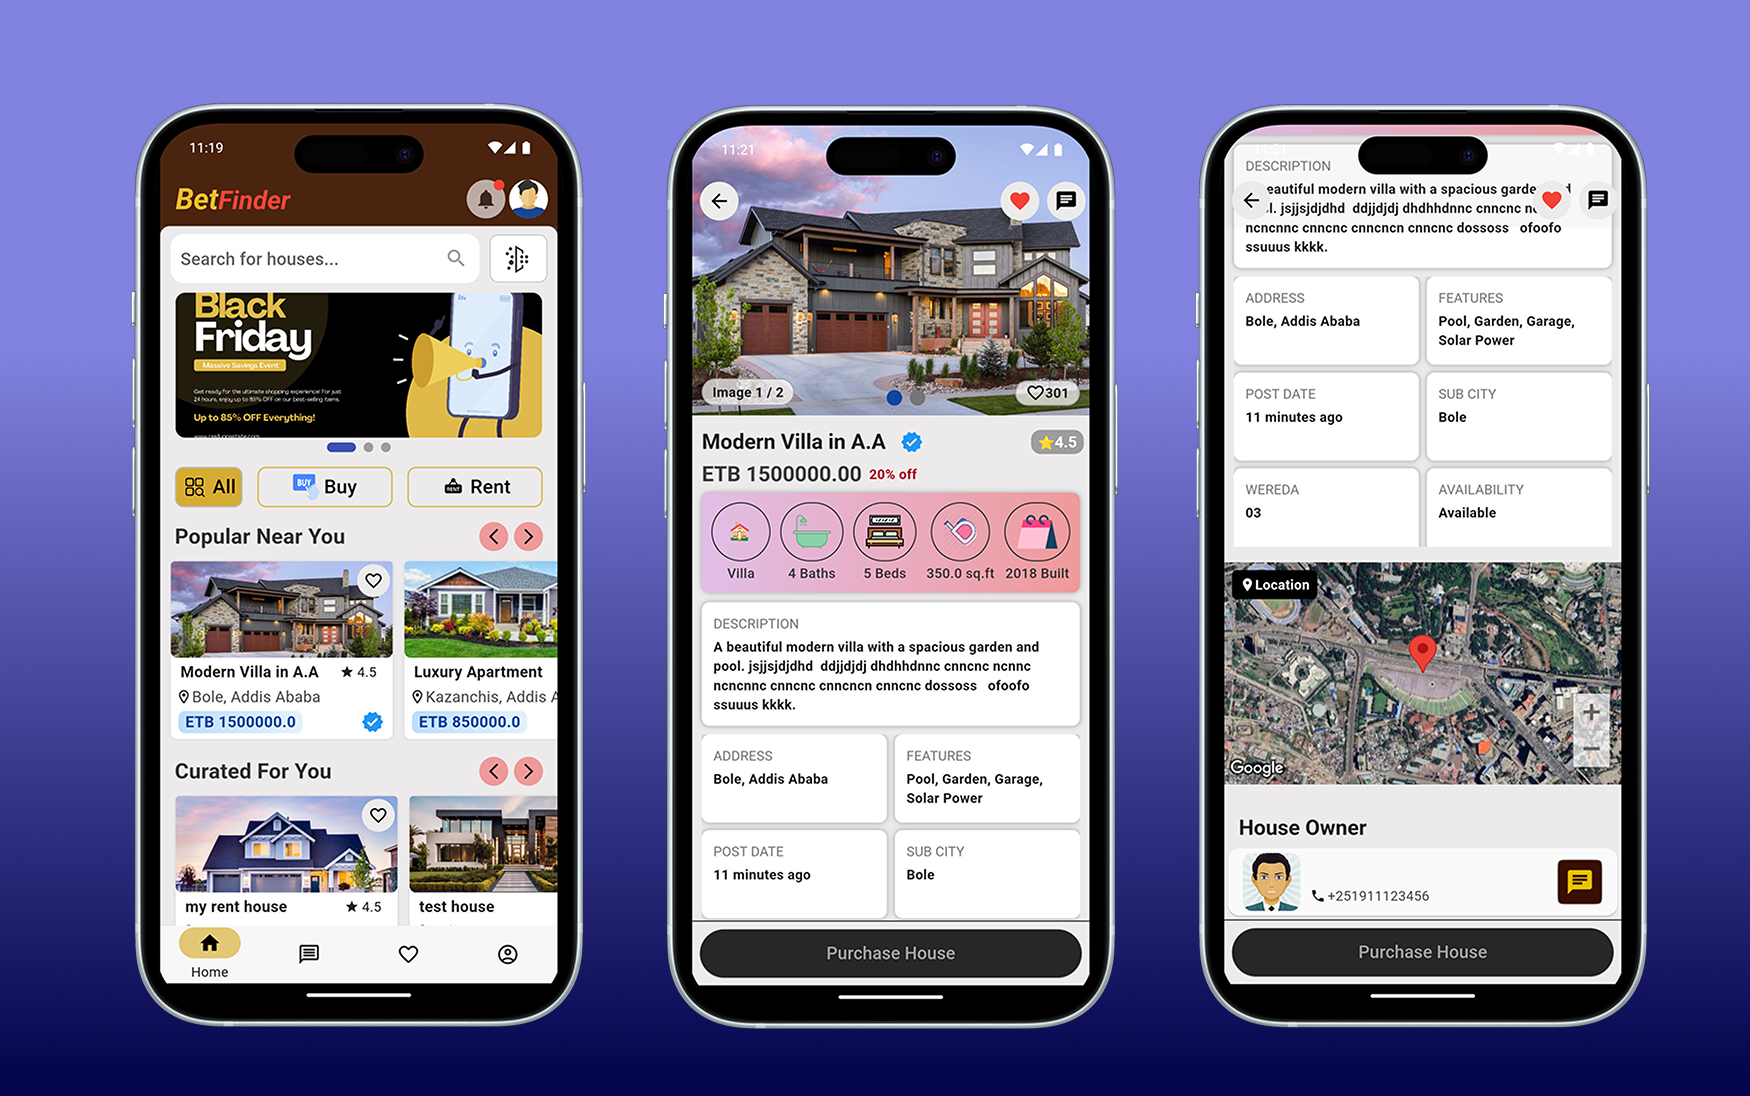 11:19
BetFinder
Search for houses...
Black
Friday
Massive Savings Event
Get ready for the ultimate shopping experience! For just
24 hours, enjoy up to 85% OFF on our best-selling items.
Up to 85% OFF Everything!
All
BUY
Buy
RENT
Rent
Popular Near You
Modern Villa in A.A
4.5
Bole, Addis Ababa
ETB 1500000.0
Luxury Apartment
Kazanchis, Addis A
ETB 850000.0
Curated For You
my rent house
4.5
test house
Home
11:21
Image 1 / 2
301
Modern Villa in A.A
4.5
ETB 1500000.00 20% off
Villa
4 Baths
5 Beds
350.0 sq.ft
2018 Built
DESCRIPTION
A beautiful modern villa with a spacious garden and
pool. jsjjsjdjdhd ddjjdjdj dhdhhdnnc cnncnc ncnnc
ncncnnc cnncnc cnncncn cnncnc dossoss ofoofo
ssuuus kkkk.
ADDRESS
Bole, Addis Ababa
FEATURES
Pool, Garden, Garage,
Solar Power
POST DATE
11 minutes ago
SUB CITY
Bole
Purchase House
DESCRIPTION
eautiful modern villa with a spacious garde
l. jsjjsjdjdhd ddjjdjdj dhdhhdnnc cnncnc n
ncncnnc cnncnc cnncncn cnncnc dossoss ofoofo
ssuuus kkkk.
ADDRESS
Bole, Addis Ababa
FEATURES
Pool, Garden, Garage,
Solar Power
POST DATE
11 minutes ago
SUB CITY
Bole
WEREDA
03
AVAILABILITY
Available
Location
Google
House Owner
+251911123456
Purchase House